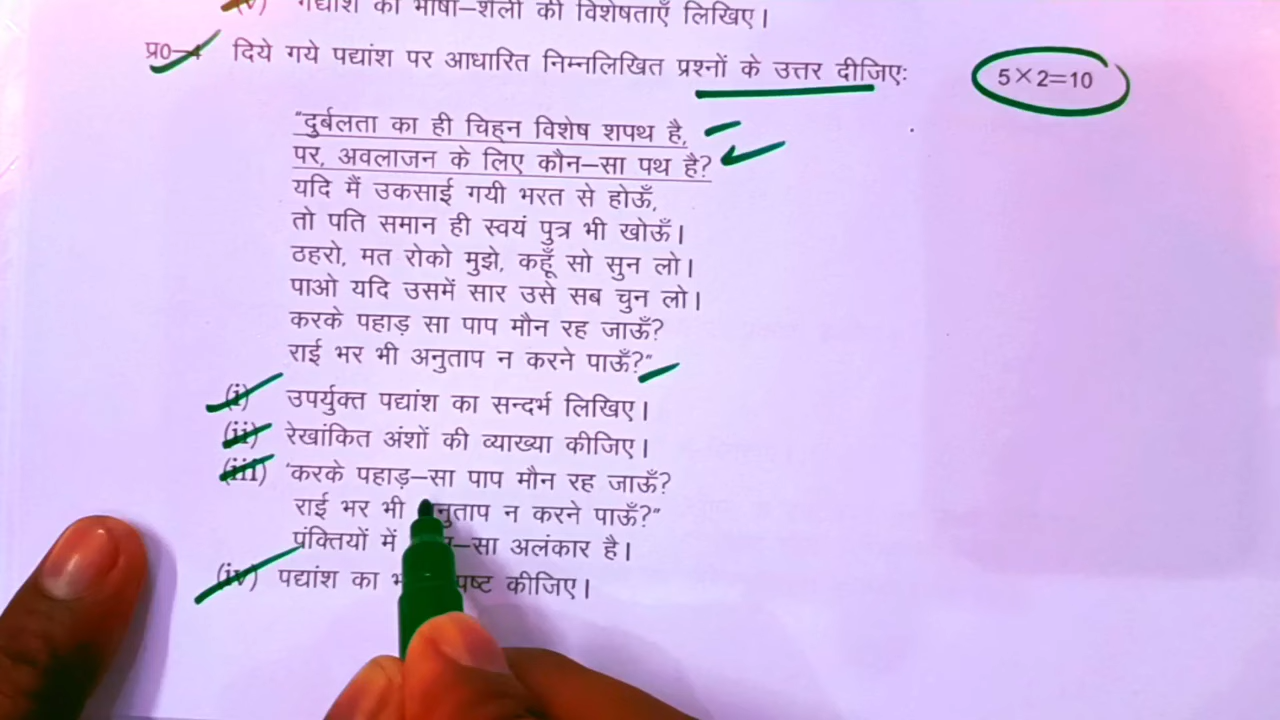 (v) गद्यांश की भाषा–शैली की विशेषताएँ लिखिए।
प्र0–4 दिये गये पद्यांश पर आधारित निम्नलिखित प्रश्नों के उत्तर दीजिए: 5×2=10
"दुर्बलता का ही चिह्न विशेष शपथ है,
पर, अवलाजन के लिए कौन–सा पथ है?
यदि मैं उकसाई गयी भरत से होऊँ,
तो पति समान ही स्वयं पुत्र भी खोऊँ।
ठहरो, मत रोको मुझे, कहूँ सो सुन लो।
पाओ यदि उसमें सार उसे सब चुन लो।
करके पहाड़ सा पाप मौन रह जाऊँ?
राई भर भी अनुताप न करने पाऊँ?"
(i) उपर्युक्त पद्यांश का सन्दर्भ लिखिए।
(ii) रेखांकित अंशों की व्याख्या कीजिए।
(iii) 'करके पहाड़–सा पाप मौन रह जाऊँ?
राई भर भी अनुताप न करने पाऊँ?"
पंक्तियों में –सा अलंकार है।
(iv) पद्यांश का कीजिए।